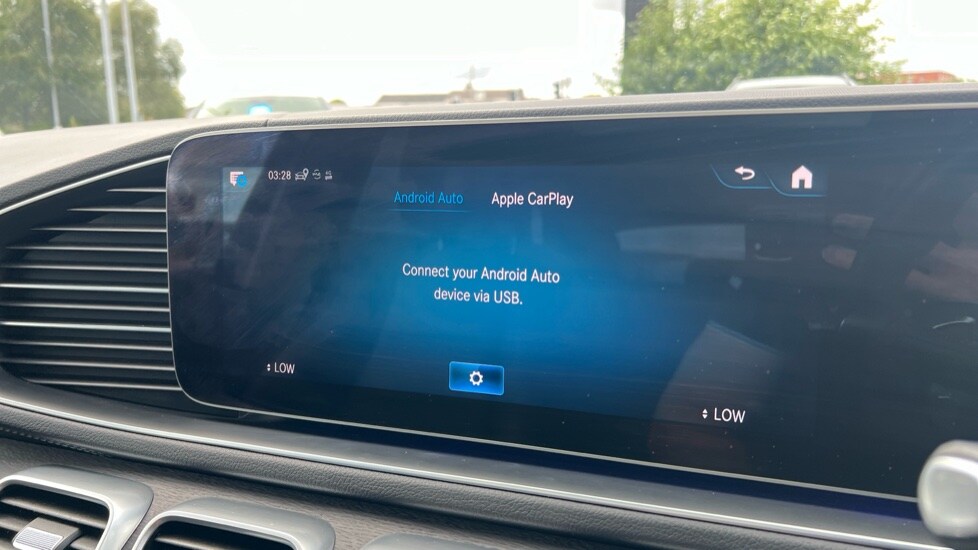 03:28
Android Auto Apple CarPlay
Connect your Android Auto
device via USB.
LOW
LOW